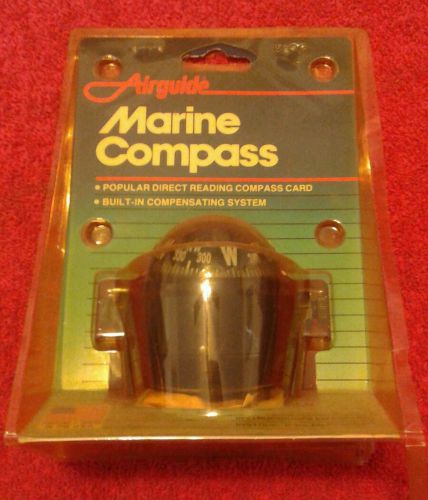 Airguide
Marine
Compass
• POPULAR DIRECT READING COMPASS CARD
• BUILT-IN COMPENSATING SYSTEM
300 W